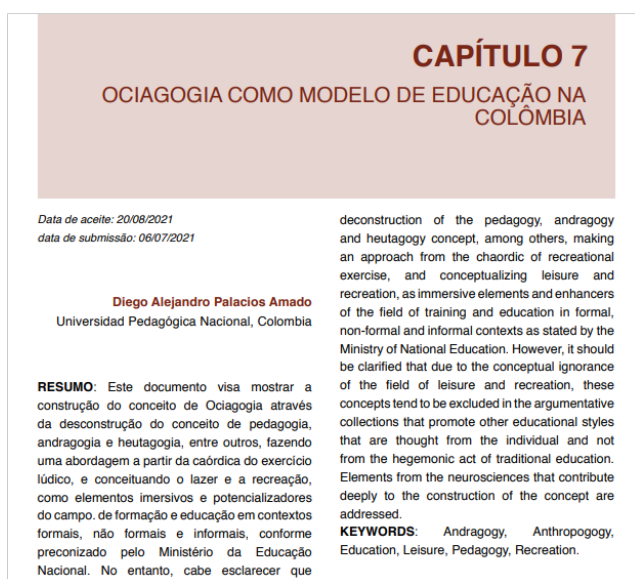 CAPÍTULO 7
OCIAGOGIA COMO MODELO DE EDUCAÇÃO NA
COLÔMBIA
Data de aceite: 20/08/2021
data de submissão: 06/07/2021
Diego Alejandro Palacios Amado
Universidad Pedagógica Nacional, Colombia
RESUMO: Este documento visa mostrar a
construção do conceito de Ociagogia através
da desconstrução do conceito de pedagogia,
andragogia e heutagogia, entre outros, fazendo
uma abordagem a partir da caórdica do exercício
lúdico, e conceituando o lazer e a recreação,
como elementos imersivos e potencializadores
do campo. de formação e educação em contextos
formais, não formais e informais, conforme
preconizado pelo Ministério da Educação
Nacional. No entanto, cabe esclarecer que
deconstruction of the pedagogy, andragogy
and heutagogy concept, among others, making
an approach from the chaordic of recreational
exercise, and conceptualizing leisure and
recreation, as immersive elements and enhancers
of the field of training and education in formal,
non-formal and informal contexts as stated by the
Ministry of National Education. However, it should
be clarified that due to the conceptual ignorance
of the field of leisure and recreation, these
concepts tend to be excluded in the argumentative
collections that promote other educational styles
that are thought from the individual and not
from the hegemonic act of traditional education.
Elements from the neurosciences that contribute
deeply to the construction of the concept are
addressed.
KEYWORDS: Andragogy, Anthropogogy,
Education, Leisure, Pedagogy, Recreation.